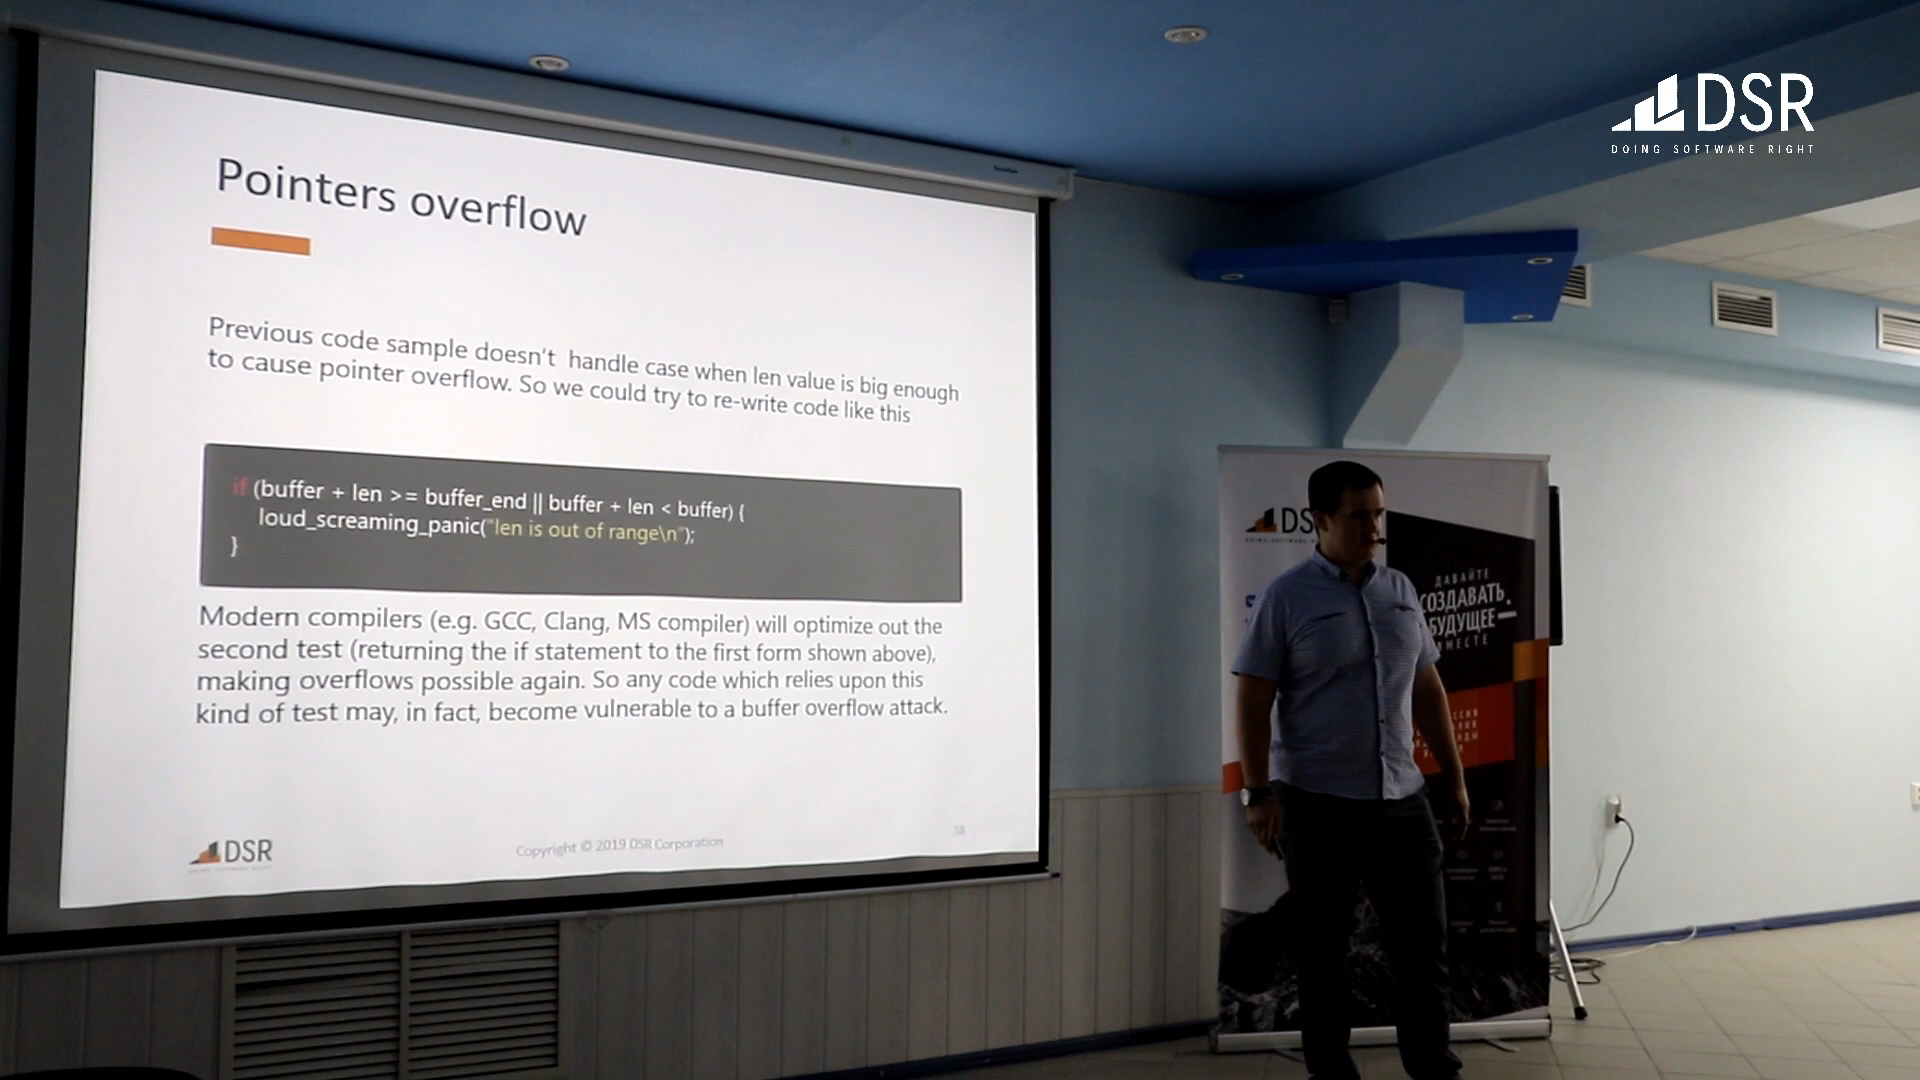 DSR
DOING SOFTWARE RIGHT
Pointers overflow
Previous code sample doesn't handle case when len value is big enough
to cause pointer overflow. So we could try to re-write code like this
if (buffer + len >= buffer_end || buffer + len < buffer) {
loud_screaming_panic("len is out of range\n");
}
Modern compilers (e.g. GCC, Clang, MS compiler) will optimize out the
second test (returning the if statement to the first form shown above),
making overflows possible again. So any code which relies upon this
kind of test may, in fact, become vulnerable to a buffer overflow attack.
DSR
Copyright © 2019 DSR Corporation
38
DS
ДАВАЙТЕ
СОЗДАВАТЬ
БУДУЩЕЕ—